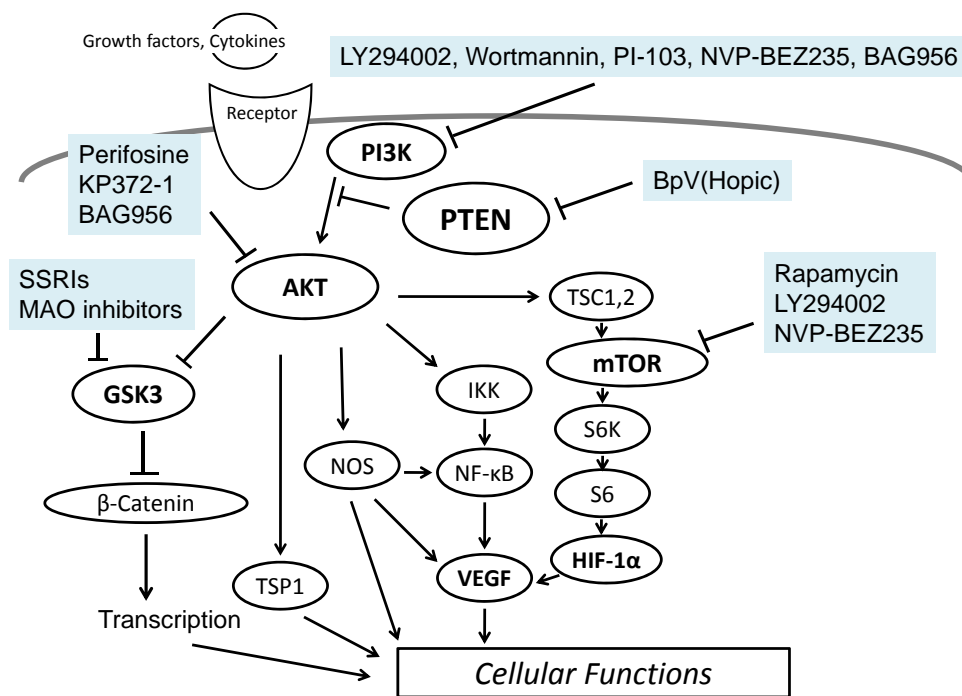 Growth factors, Cytokines
LY294002, Wortmannin, PI-103, NVP-BEZ235, BAG956
Receptor
PI3K
Perifosine
KP372-1
BAG956
BpV(Hopic)
PTEN
SSRIs
MAO inhibitors
AKT
TSC1,2
Rapamycin
LY294002
NVP-BEZ235
mTOR
GSK3
IKK
S6K
NOS
NF-κB
S6
β-Catenin
HIF-1α
VEGF
TSP1
Transcription
Cellular Functions